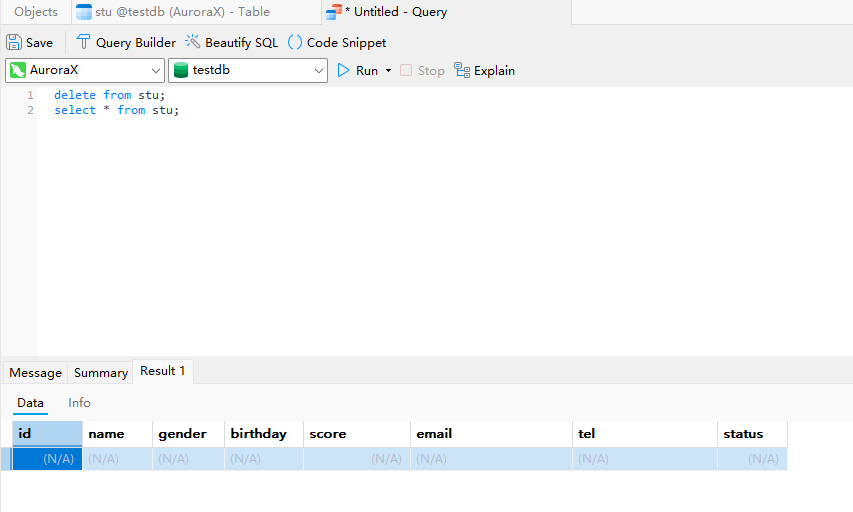 Objects stu @testdb (AuroraX) - Table * Untitled - Query
Save Query Builder Beautify SQL () Code Snippet
AuroraX testdb Run Stop Explain
1 delete from stu;
2 select * from stu;
Message Summary Result 1
Data Info
id name gender birthday score email tel status
(N/A) (N/A) (N/A) (N/A) (N/A) (N/A) (N/A) (N/A)